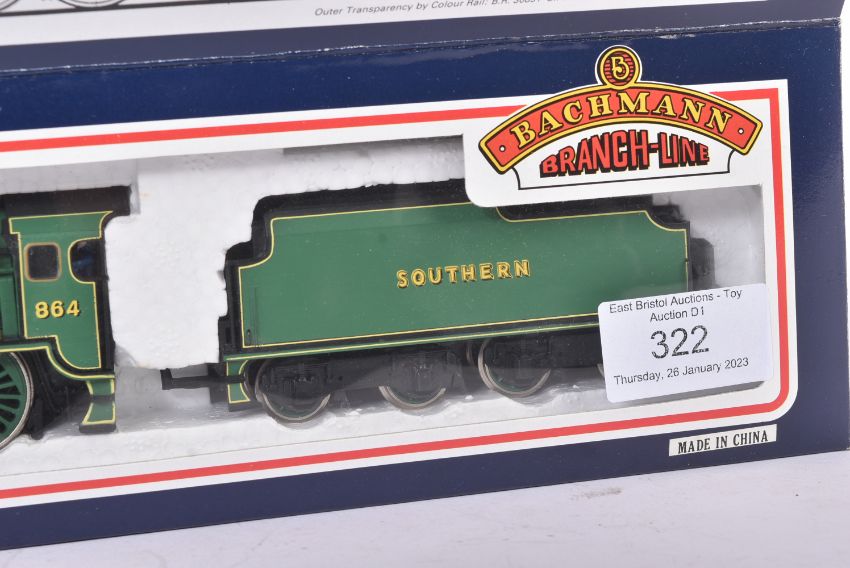 Outer Transparency by Colour Rail: B.R.
B
BACHMANN
BRANCH-LINE
SOUTHERN
864
East Bristol Auctions - Toy
Auction D1
322
Thursday, 26 January 2023
MADE IN CHINA